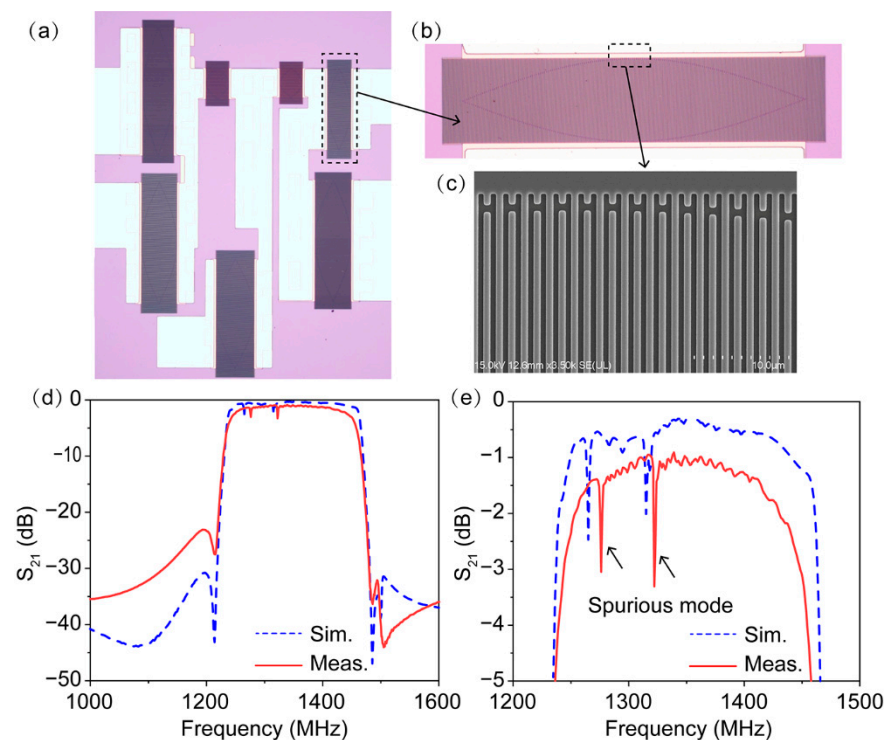 (a)
(b)
(c)
15.0kV 12.6mm x3.50k SE(UL) 10.0µm
(d)
0
−10
−20
−30
−40
−50
S21 (dB)
Sim.
Meas.
1000 1200 1400 1600
Frequency (MHz)
(e)
0
−1
−2
−3
−4
−5
S21 (dB)
Spurious mode
Sim.
Meas.
1200 1300 1400 1500
Frequency (MHz)